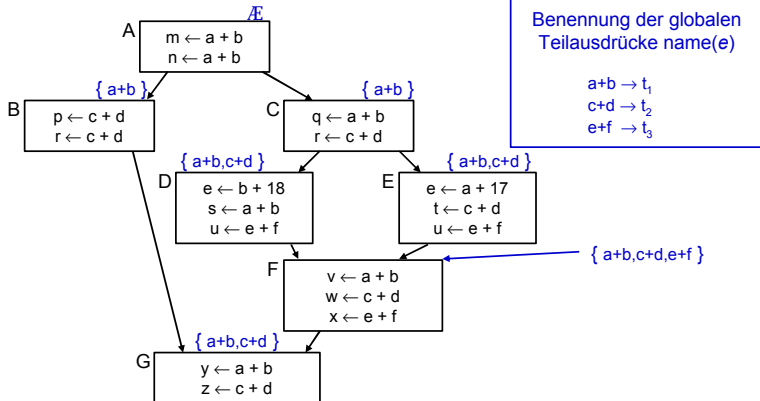 Æ
A
m ← a + b
n ← a + b
Benennung der globalen
Teilausdrücke name(e)
a+b → t₁
c+d → t₂
e+f → t₃
{ a+b }
B
p ← c + d
r ← c + d
{ a+b }
C
q ← a + b
r ← c + d
{ a+b,c+d }
D
e ← b + 18
s ← a + b
u ← e + f
{ a+b,c+d }
E
e ← a + 17
t ← c + d
u ← e + f
{ a+b,c+d,e+f }
F
v ← a + b
w ← c + d
x ← e + f
{ a+b,c+d }
G
y ← a + b
z ← c + d